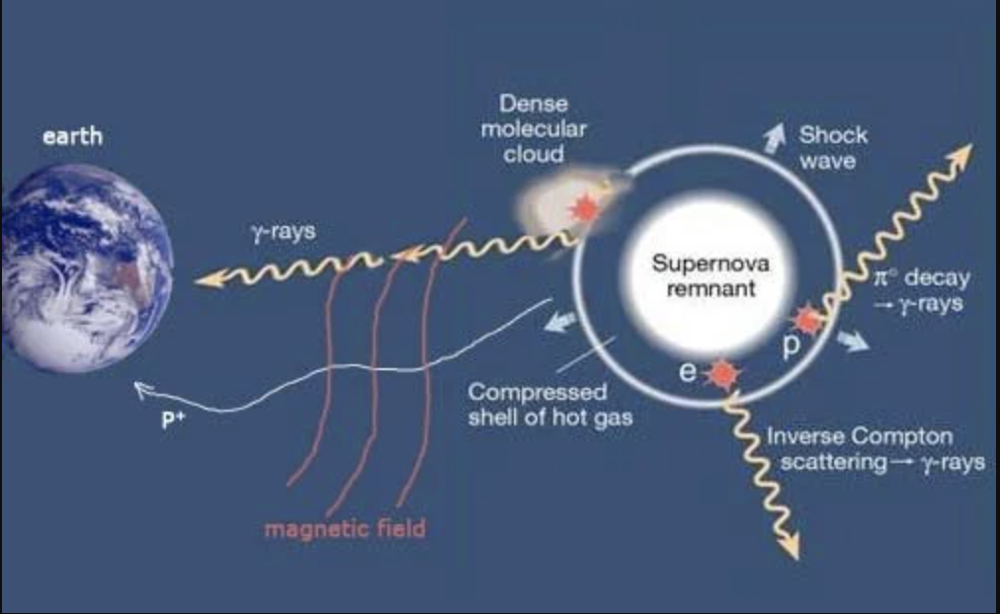 earth
Dense
molecular
cloud
Shock
wave
γ-rays
Supernova
remnant
π° decay
→ γ-rays
p
e
P⁺
Compressed
shell of hot gas
Inverse Compton
scattering → γ-rays
magnetic field